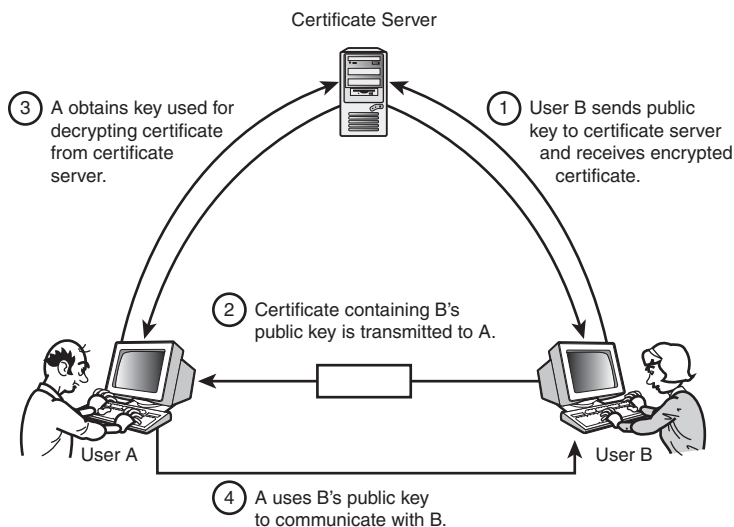 Certificate Server
3 A obtains key used for
decrypting certificate
from certificate
server.
1 User B sends public
key to certificate server
and receives encrypted
certificate.
2 Certificate containing B's
public key is transmitted to A.
User A
User B
4 A uses B's public key
to communicate with B.